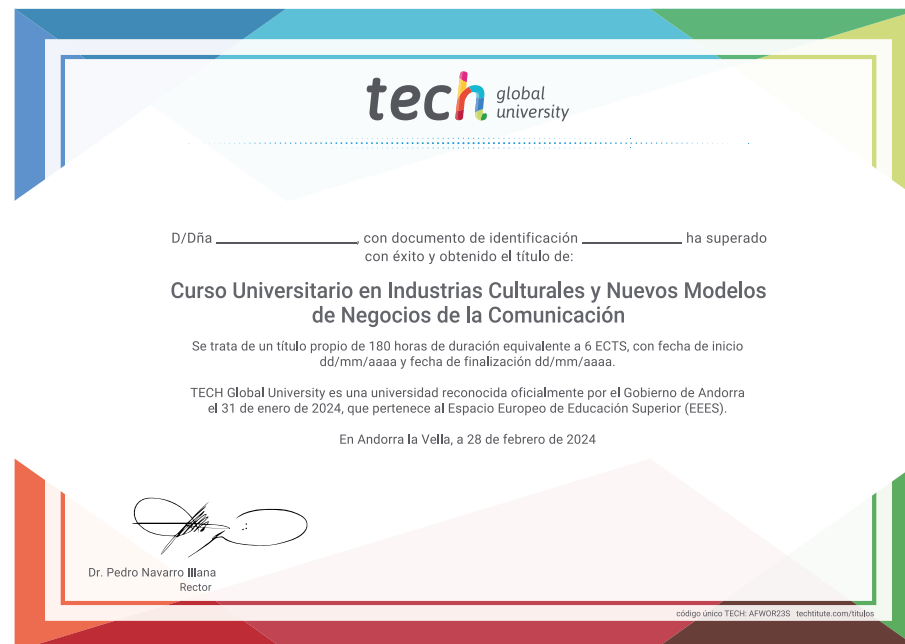 tech global university
D/Dña ____________________, con documento de identificación ______________ ha superado
con éxito y obtenido el título de:
Curso Universitario en Industrias Culturales y Nuevos Modelos
de Negocios de la Comunicación
Se trata de un título propio de 180 horas de duración equivalente a 6 ECTS, con fecha de inicio
dd/mm/aaaa y fecha de finalización dd/mm/aaaa.
TECH Global University es una universidad reconocida oficialmente por el Gobierno de Andorra
el 31 de enero de 2024, que pertenece al Espacio Europeo de Educación Superior (EEES).
En Andorra la Vella, a 28 de febrero de 2024
Dr. Pedro Navarro Illana
Rector
código único TECH: AFWOR23S techtitute.com/titulos